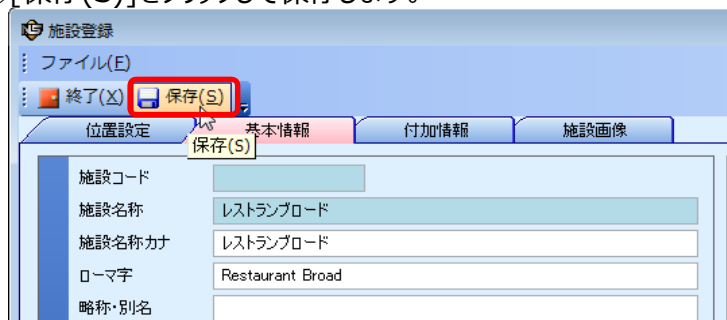 [保存(S)]をクリックして保存します。
施設登録
ファイル(F)
終了(X) 保存(S)
位置設定 基本情報 付加情報 施設画像
保存(S)
施設コード
施設名称 レストランブロード
施設名称カナ レストランブロード
ローマ字 Restaurant Broad
略称・別名